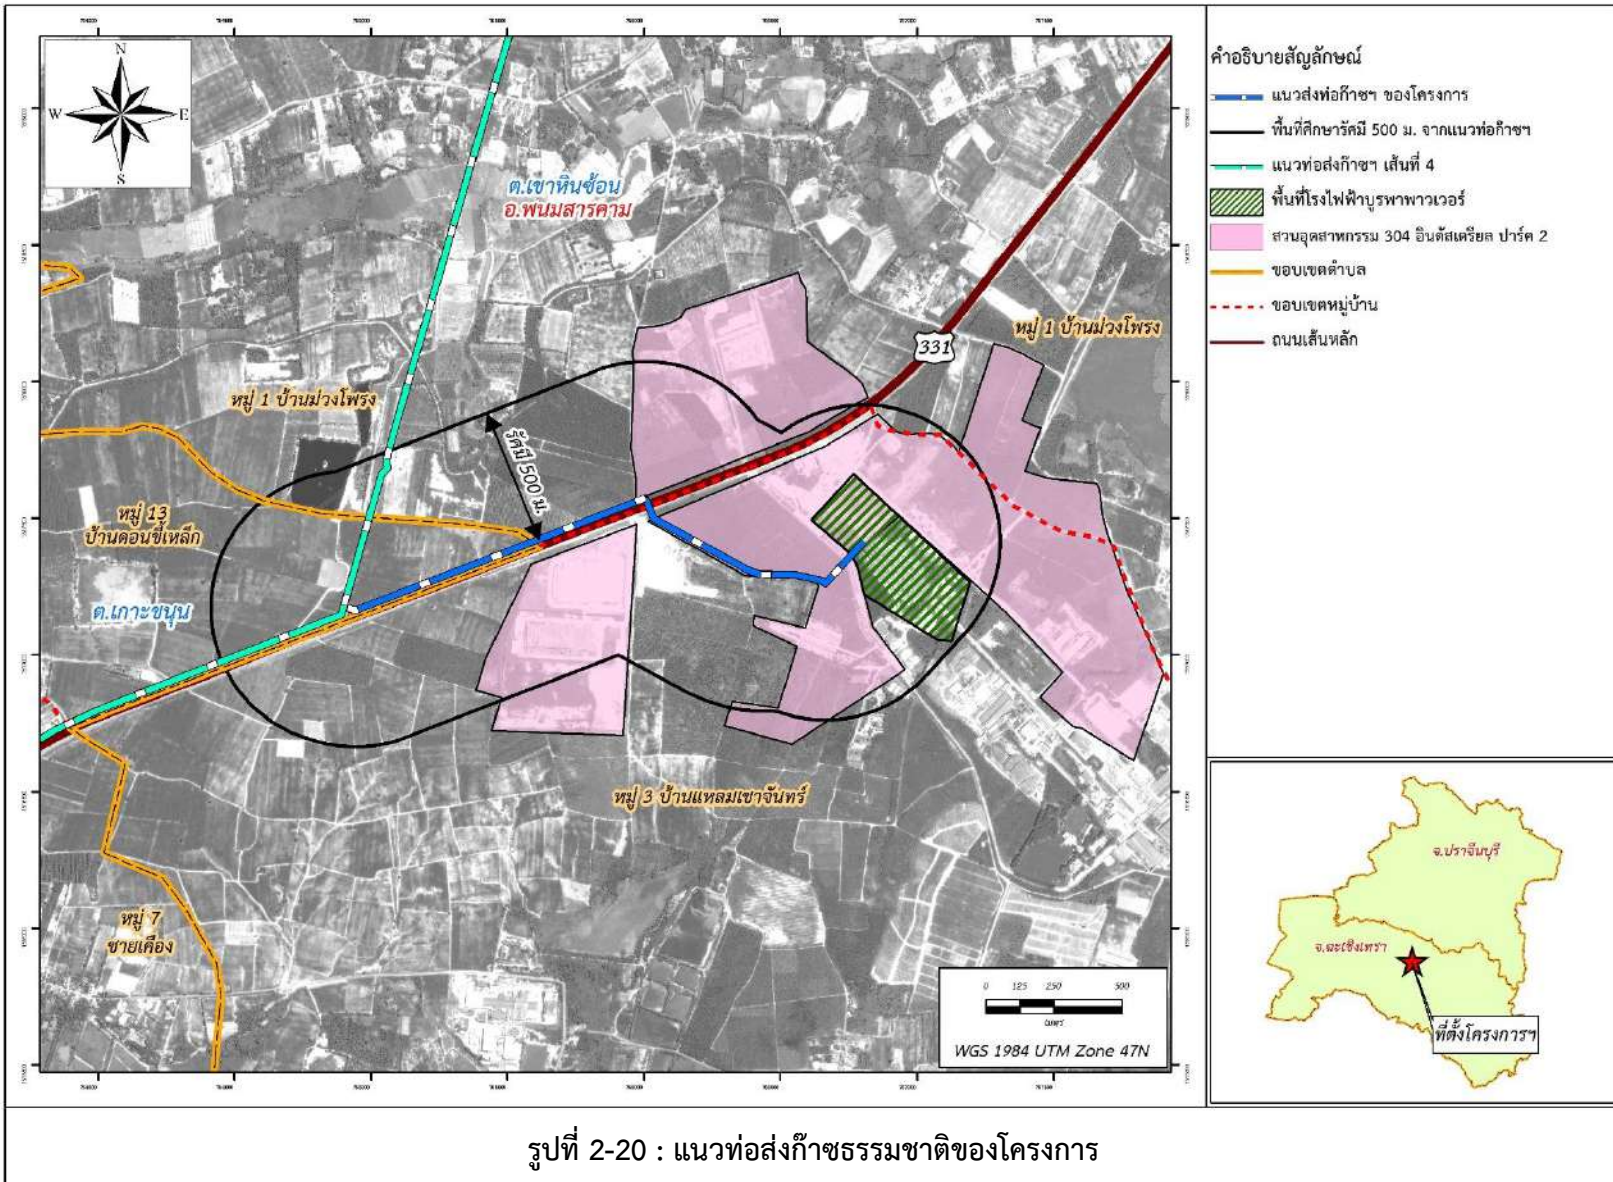 N
W
E
S
ต.เขาหินซ้อน
อ.พนมสารคาม
331
หมู่ 1 บ้านม่วงโพรง
หมู่ 1 บ้านม่วงโพรง
รัศมี 500 ม.
หมู่ 13
บ้านดอนขี้เหล็ก
ต.เกาะขนุน
หมู่ 3 บ้านแหลมเขาจันทร์
หมู่ 7
ชายเคือง
0 125 250 500
เมตร
WGS 1984 UTM Zone 47N
คำอธิบายสัญลักษณ์
แนวส่งท่อก๊าซฯ ของโครงการ
พื้นที่ศึกษารัศมี 500 ม. จากแนวท่อก๊าซฯ
แนวท่อส่งก๊าซฯ เส้นที่ 4
พื้นที่โรงไฟฟ้าบูรพาพาวเวอร์
สวนอุตสาหกรรม 304 อินดัสเตรียล ปาร์ค 2
ขอบเขตตำบล
ขอบเขตหมู่บ้าน
ถนนเส้นหลัก
จ.ปราจีนบุรี
จ.ฉะเชิงเทรา
ที่ตั้งโครงการฯ
รูปที่ 2-20 : แนวท่อส่งก๊าซธรรมชาติของโครงการ